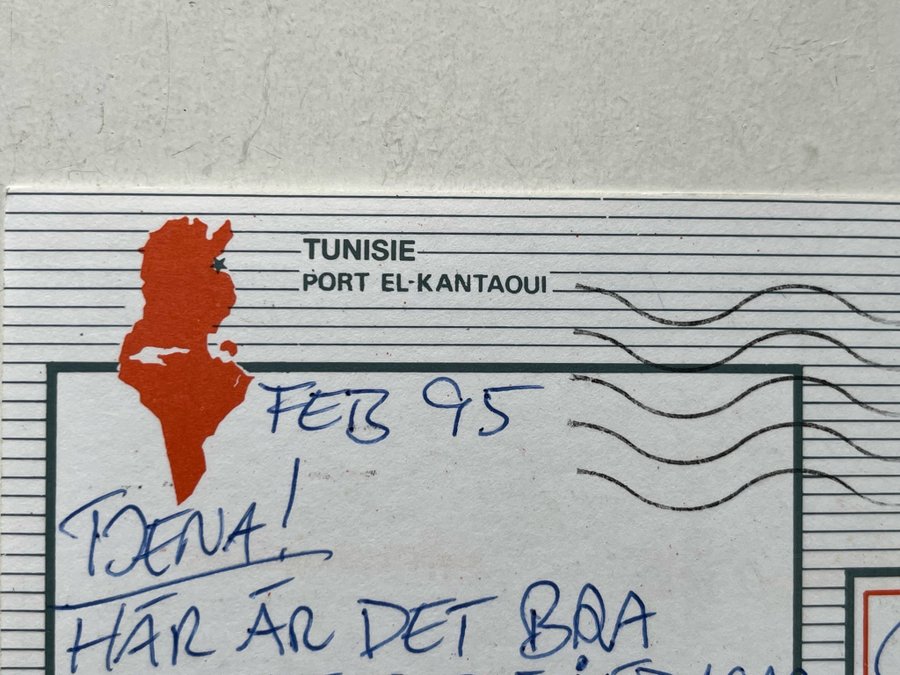 TUNISIE
PORT EL-KANTAOUI
FEB 95
TJENA!
HÄR ÄR DET BRA